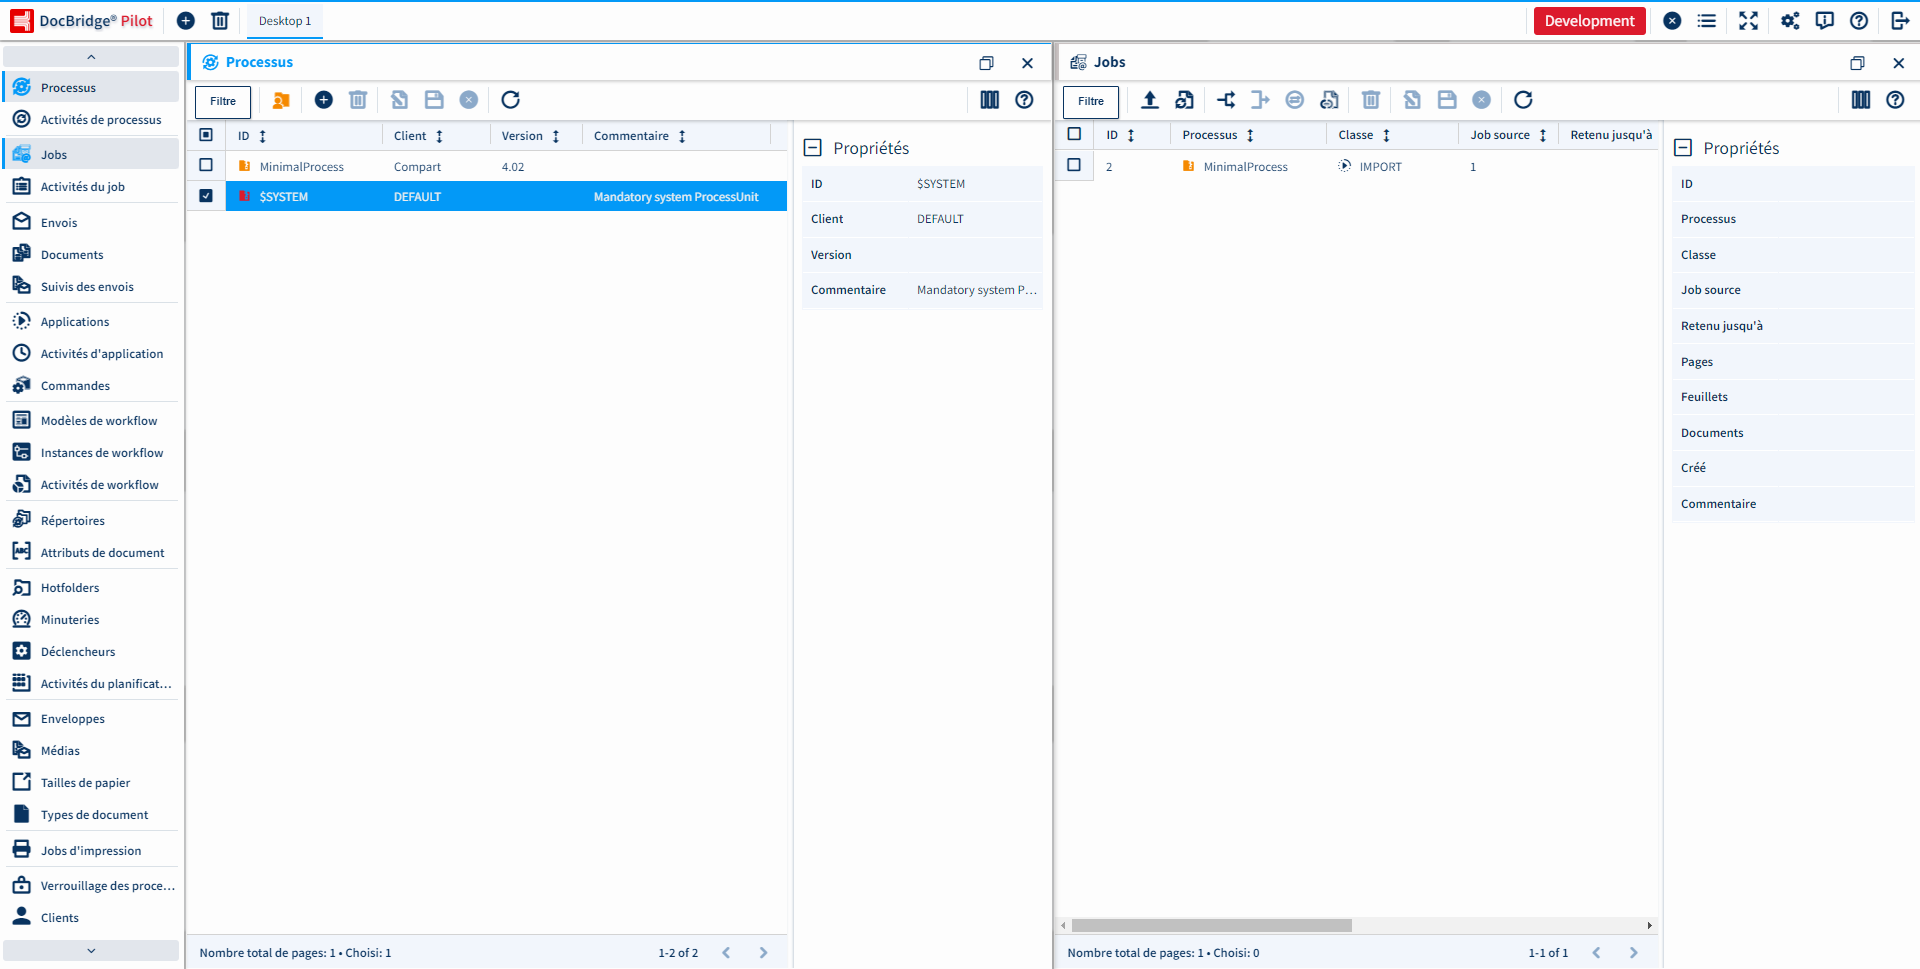 DocBridge® Pilot
Desktop 1
Development
Processus
Activités de processus
Jobs
Activités du job
Envois
Documents
Suivis des envois
Applications
Activités d'application
Commandes
Modèles de workflow
Instances de workflow
Activités de workflow
Répertoires
Attributs de document
Hotfolders
Minuteries
Déclencheurs
Activités du planificat...
Enveloppes
Médias
Tailles de papier
Types de document
Jobs d'impression
Verrouillage des proce...
Clients
Processus
Filtre
ID Client Version Commentaire
MinimalProcess Compart 4.02
$SYSTEM DEFAULT Mandatory system ProcessUnit
Nombre total de pages: 1 • Choisi: 1 1-2 of 2
Propriétés
ID $SYSTEM
Client DEFAULT
Version
Commentaire Mandatory system P...
Jobs
Filtre
ID Processus Classe Job source Retenu jusqu'à
2 MinimalProcess IMPORT 1
Nombre total de pages: 1 • Choisi: 0 1-1 of 1
Propriétés
ID
Processus
Classe
Job source
Retenu jusqu'à
Pages
Feuillets
Documents
Créé
Commentaire